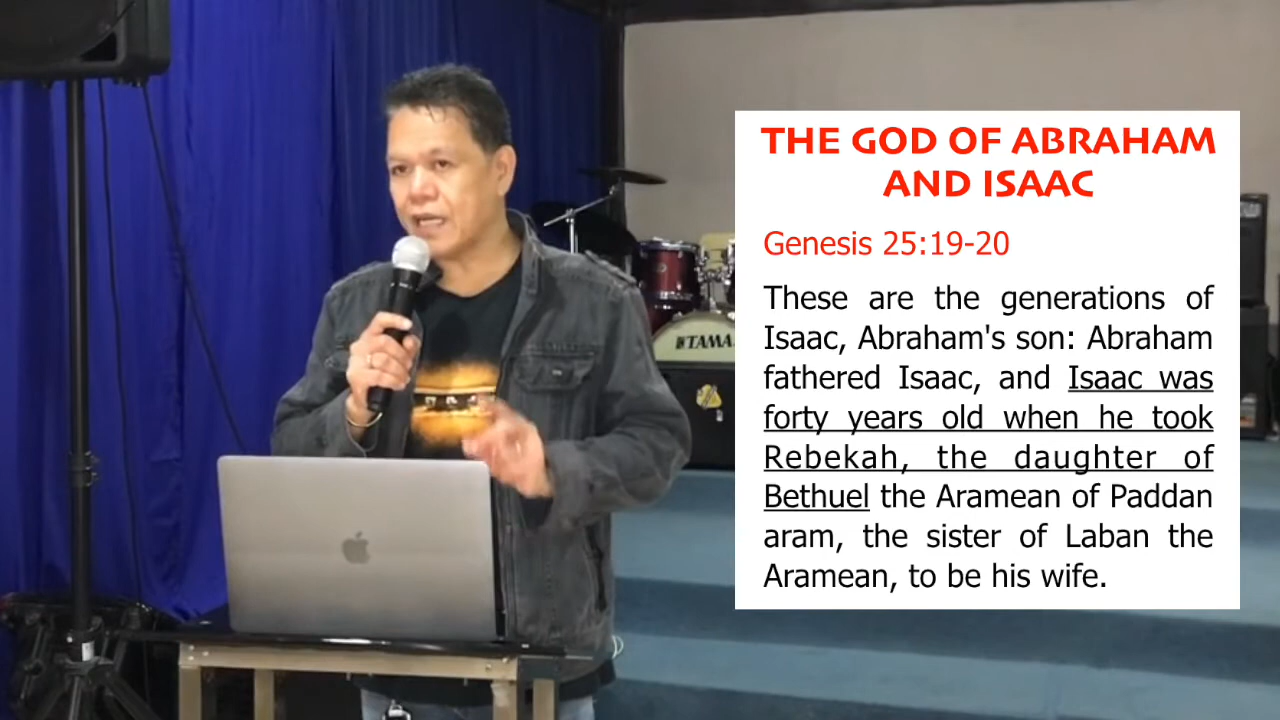 THE GOD OF ABRAHAM
AND ISAAC
Genesis 25:19-20
These are the generations of
Isaac, Abraham's son: Abraham
fathered Isaac, and Isaac was
forty years old when he took
Rebekah, the daughter of
Bethuel the Aramean of Paddan
aram, the sister of Laban the
Aramean, to be his wife.
TAMA